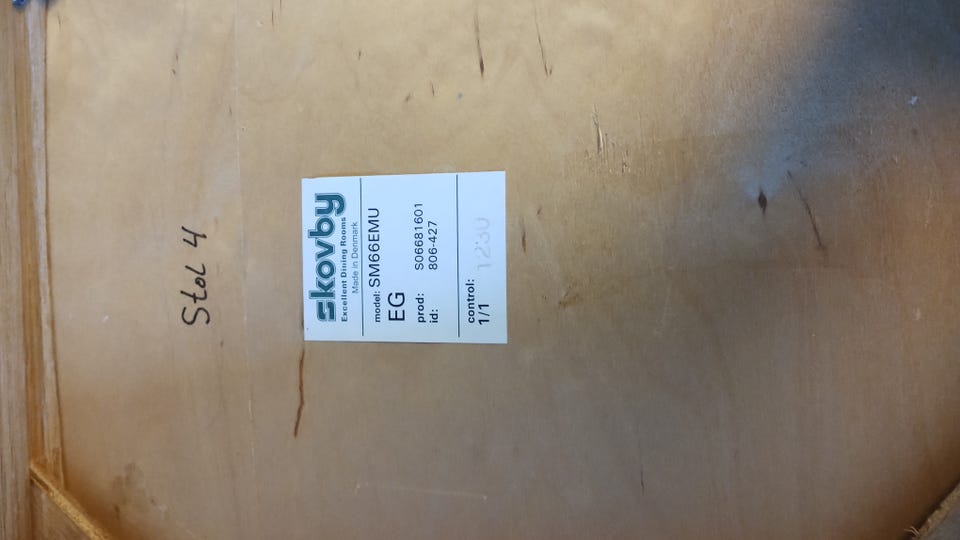 Stol 4
skovby
Excellent Dining Rooms
Made in Denmark
model: SM66EMU
EG
prod: S06681601
id: 806-427
control:
1/1 1230